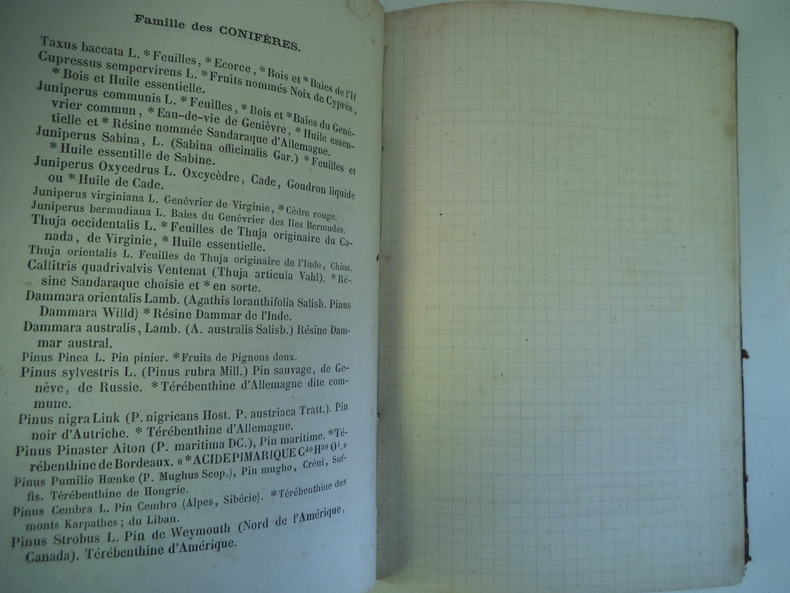 Famille des CONIFÈRES.
Taxus baccata L. *Feuilles, *Ecorce, *Bois et *Baies de l'If
Cupressus sempervirens L. *Fruits nommés Noix de Cyprès,
*Bois et Huile essentielle.
Juniperus communis L. *Feuilles, *Bois et *Baies du Gené-
vrier commun, *Eau-de-vie de Genièvre, *Huile essen-
tielle et *Résine nommée Sandaraque d'Allemagne.
Juniperus Sabina, L. (Sabina officinalis Gar.) *Feuilles et
*Huile essentille de Sabine.
Juniperus Oxycedrus L. Oxcycèdre, Cade, Goudron liquide
ou *Huile de Cade.
Juniperus virginiana L. Genévrier de Virginie, *Cèdre rouge.
Juniperus bermudiana L. Baies du Genévrier des Iles Bermudes.
Thuja occidentalis L. *Feuilles de Thuja originaire du Ca-
nada, de Virginie, *Huile essentielle.
Thuja orientalis L. Feuilles de Thuja originaire de l'Inde, Chine.
Callitris quadrivalvis Ventenat (Thuja articula Vahl). *Ré-
sine Sandaraque choisie et *en sorte.
Dammara orientalis Lamb. (Agathis loranthifolia Salisb. Pinus
Dammara Willd) *Résine Dammar de l'Inde.
Dammara australis, Lamb. (A. australis Salisb.) Résine Dam-
mar austral.
Pinus Pinea L. Pin pinier. *Fruits de Pignons doux.
Pinus sylvestris L. (Pinus rubra Mill.) Pin sauvage, de Ge-
nève, de Russie. *Térébenthine d'Allemagne dite com-
mune.
Pinus nigra Link (P. nigricans Host. P. austriaca Tratt.). Pin
noir d'Autriche. *Térébenthine d'Allemagne.
Pinus Pinaster Aiton (P. maritima DC.), Pin maritime. *Té-
rébenthine de Bordeaux. « *ACIDE PIMARIQUE C⁴⁰ H³⁰ O⁴.»
Pinus Pumilio Hænke (P. Mughus Scop.), Pin mugho, Créni, Suf-
fis. Térébenthine de Hongrie.
Pinus Cembra L. Pin Cembro (Alpes, Sibérie). *Térébenthine des
monts Karpathes; du Liban.
Pinus Strobus L. Pin de Weymouth (Nord de l'Amérique,
Canada). Térébenthine d'Amérique.